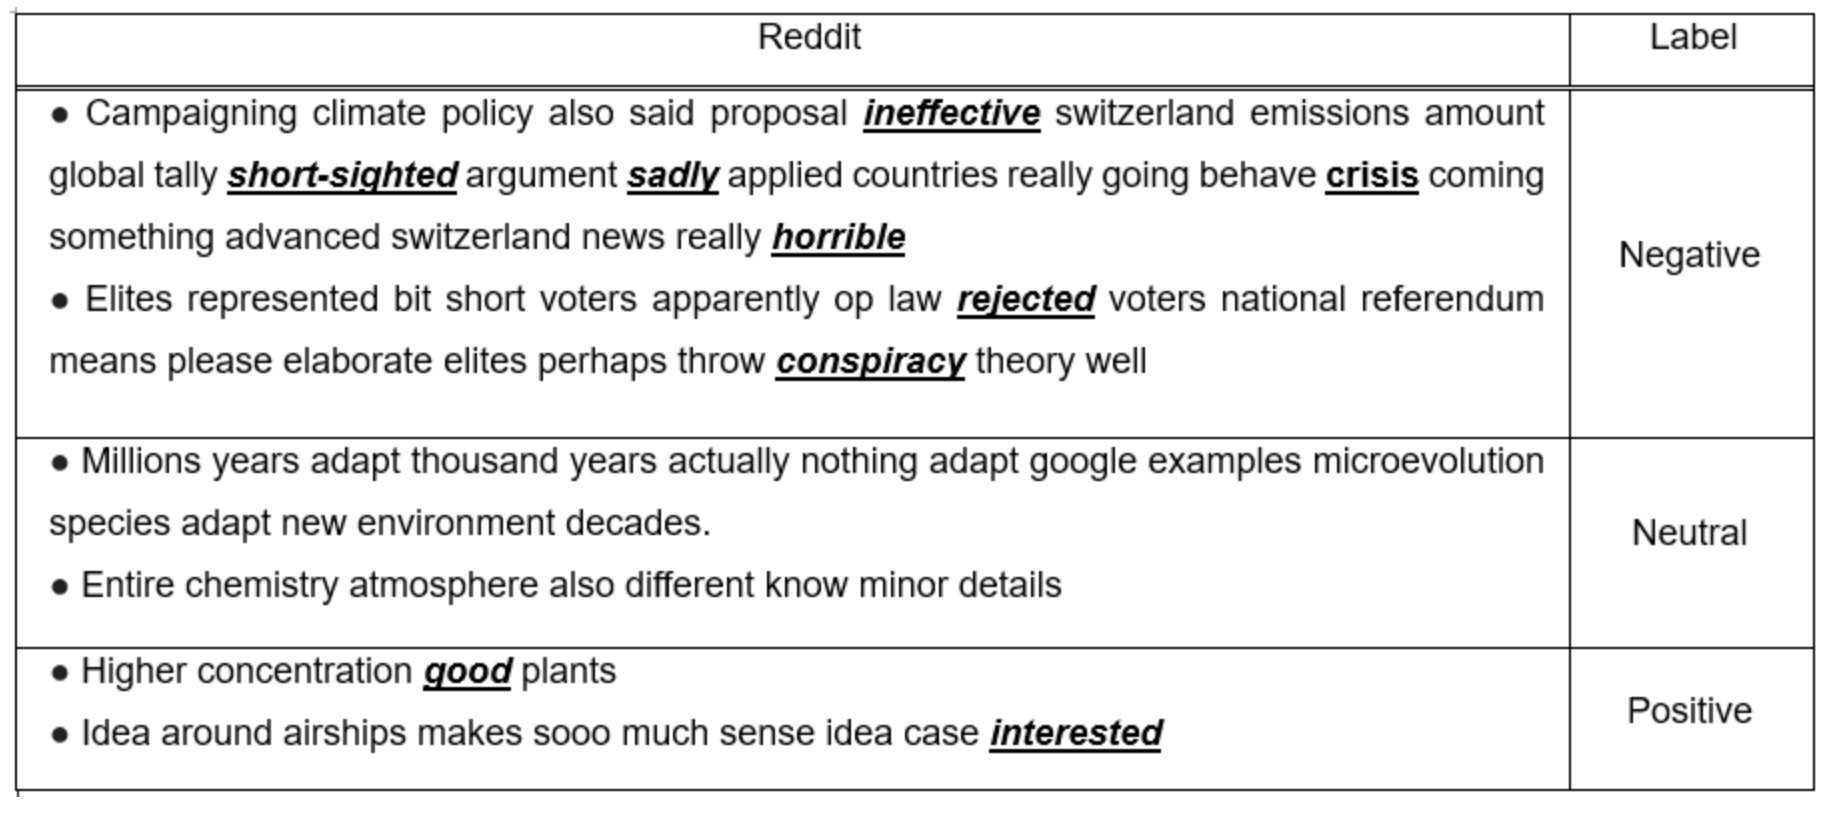 Reddit Label
● Campaigning climate policy also said proposal ineffective switzerland emissions amount
global tally short-sighted argument sadly applied countries really going behave crisis coming
something advanced switzerland news really horrible
● Elites represented bit short voters apparently op law rejected voters national referendum
means please elaborate elites perhaps throw conspiracy theory well
Negative
● Millions years adapt thousand years actually nothing adapt google examples microevolution
species adapt new environment decades.
● Entire chemistry atmosphere also different know minor details
Neutral
● Higher concentration good plants
● Idea around airships makes sooo much sense idea case interested
Positive